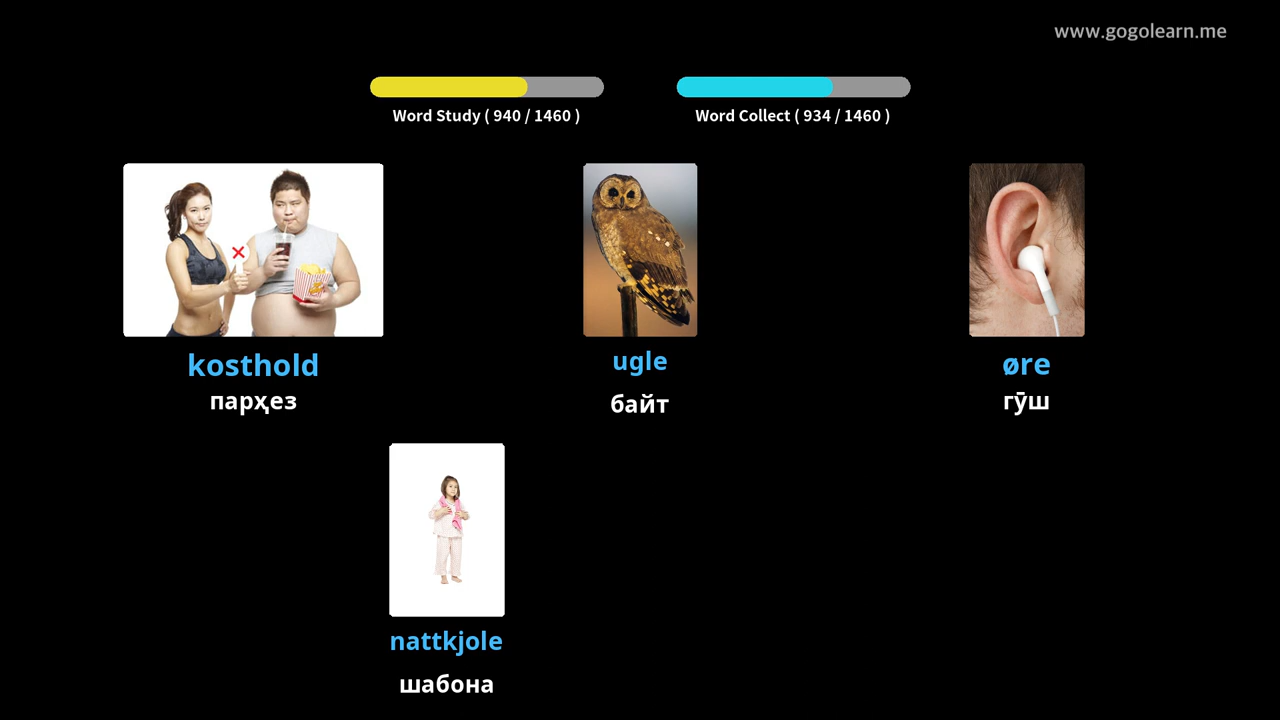 www.gogolearn.me
Word Study ( 940 / 1460 )
Word Collect ( 934 / 1460 )
kosthold
парҳез
ugle
байт
øre
гӯш
nattkjole
шабона